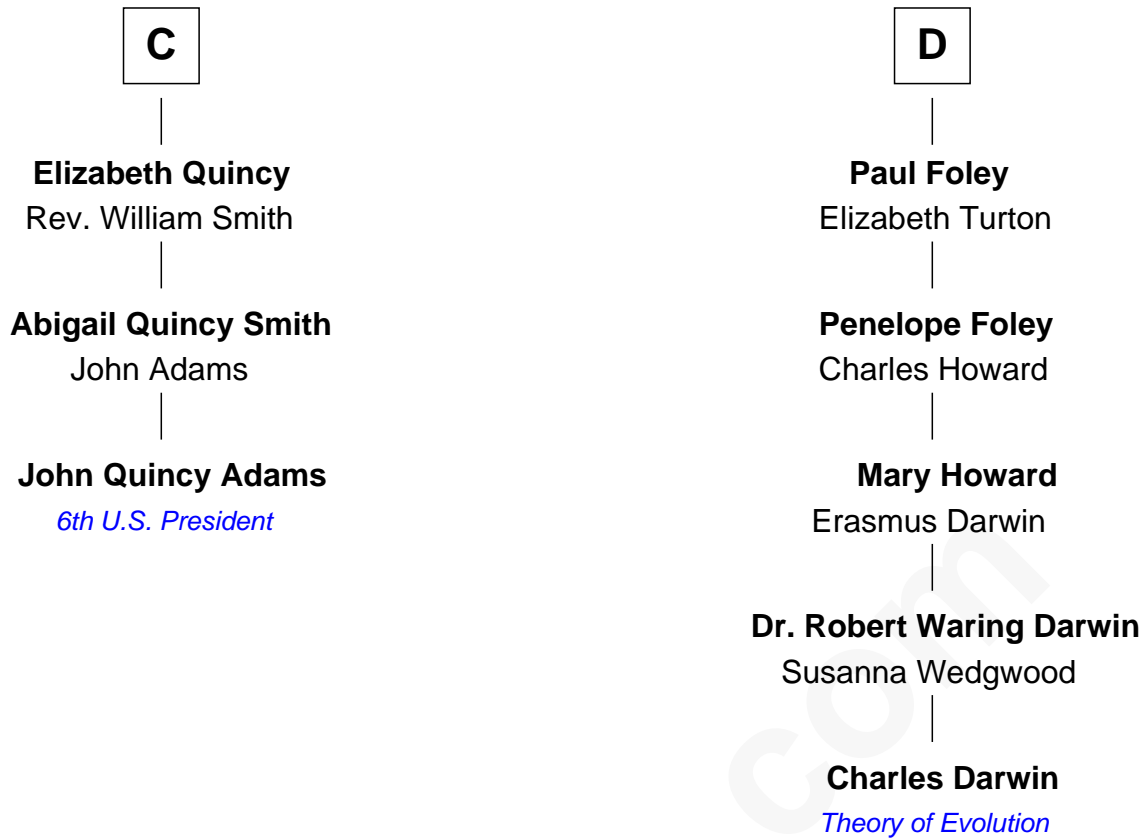 C
Elizabeth Quincy
Rev. William Smith
Abigail Quincy Smith
John Adams
John Quincy Adams
6th U.S. President
D
Paul Foley
Elizabeth Turton
Penelope Foley
Charles Howard
Mary Howard
Erasmus Darwin
Dr. Robert Waring Darwin
Susanna Wedgwood
Charles Darwin
Theory of Evolution
com